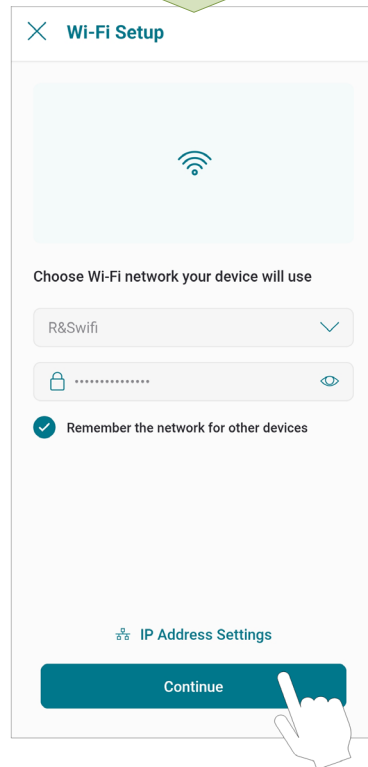 Wi-Fi Setup
Choose Wi-Fi network your device will use
R&Swifi
•••••••••••••••
Remember the network for other devices
IP Address Settings
Continue